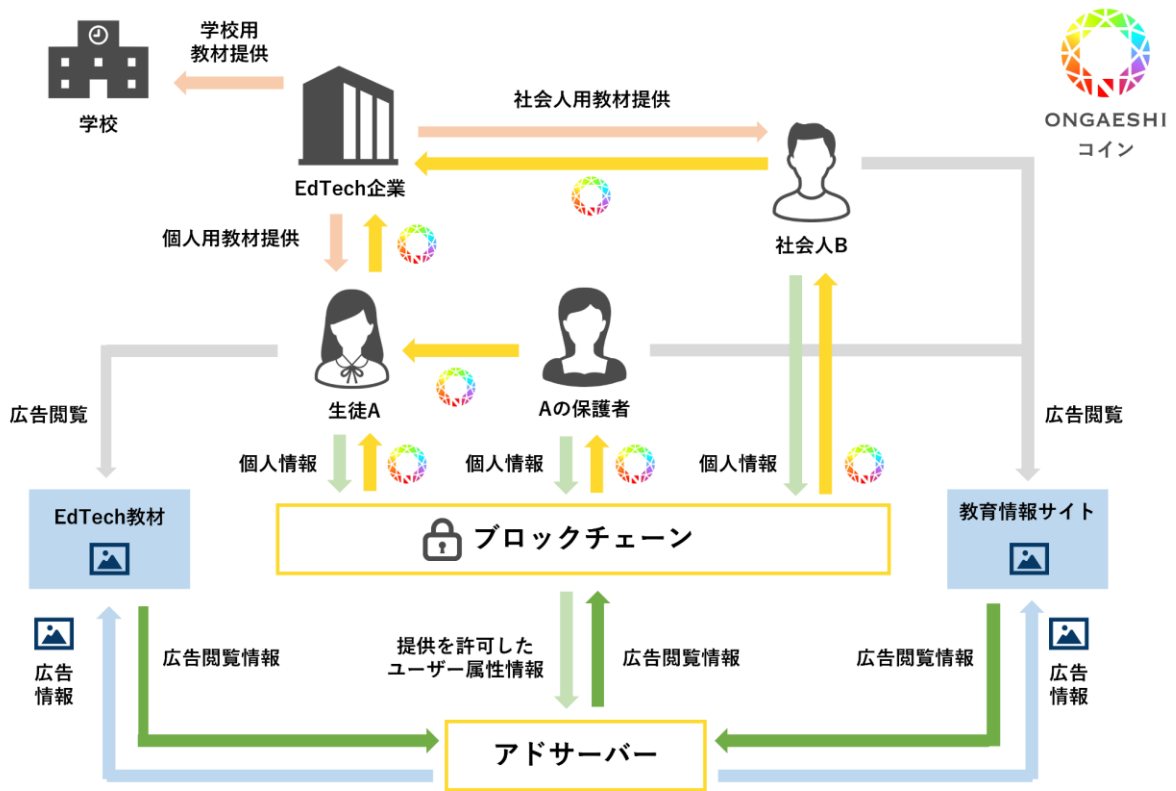 学校用
教材提供
学校
社会人用教材提供
ONGAESHI
コイン
EdTech企業
個人用教材提供
社会人B
生徒A
Aの保護者
広告閲覧
広告閲覧
個人情報
個人情報
個人情報
EdTech教材
ブロックチェーン
教育情報サイト
広告
情報
広告閲覧情報
提供を許可した
ユーザー属性情報
広告閲覧情報
広告閲覧情報
広告
情報
アドサーバー